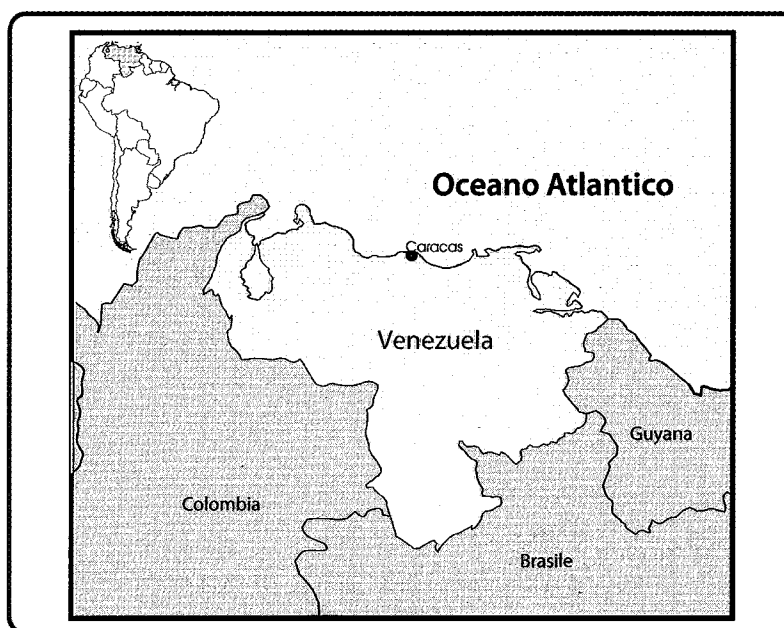 Oceano Atlantico
Caracas
Venezuela
Guyana
Colombia
Brasile